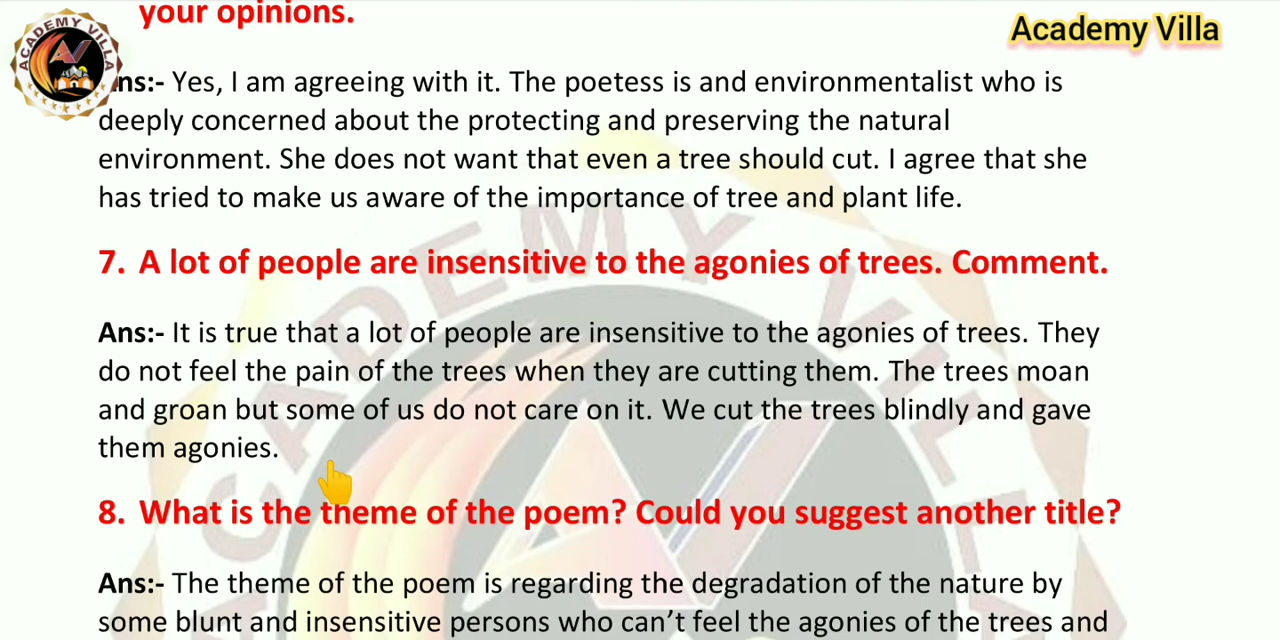 your opinions.
Academy Villa
ACADEMY VILLA
Ans:- Yes, I am agreeing with it. The poetess is and environmentalist who is
deeply concerned about the protecting and preserving the natural
environment. She does not want that even a tree should cut. I agree that she
has tried to make us aware of the importance of tree and plant life.
7. A lot of people are insensitive to the agonies of trees. Comment.
Ans:- It is true that a lot of people are insensitive to the agonies of trees. They
do not feel the pain of the trees when they are cutting them. The trees moan
and groan but some of us do not care on it. We cut the trees blindly and gave
them agonies.
8. What is the theme of the poem? Could you suggest another title?
Ans:- The theme of the poem is regarding the degradation of the nature by
some blunt and insensitive persons who can't feel the agonies of the trees and
ACADEMY VILLA